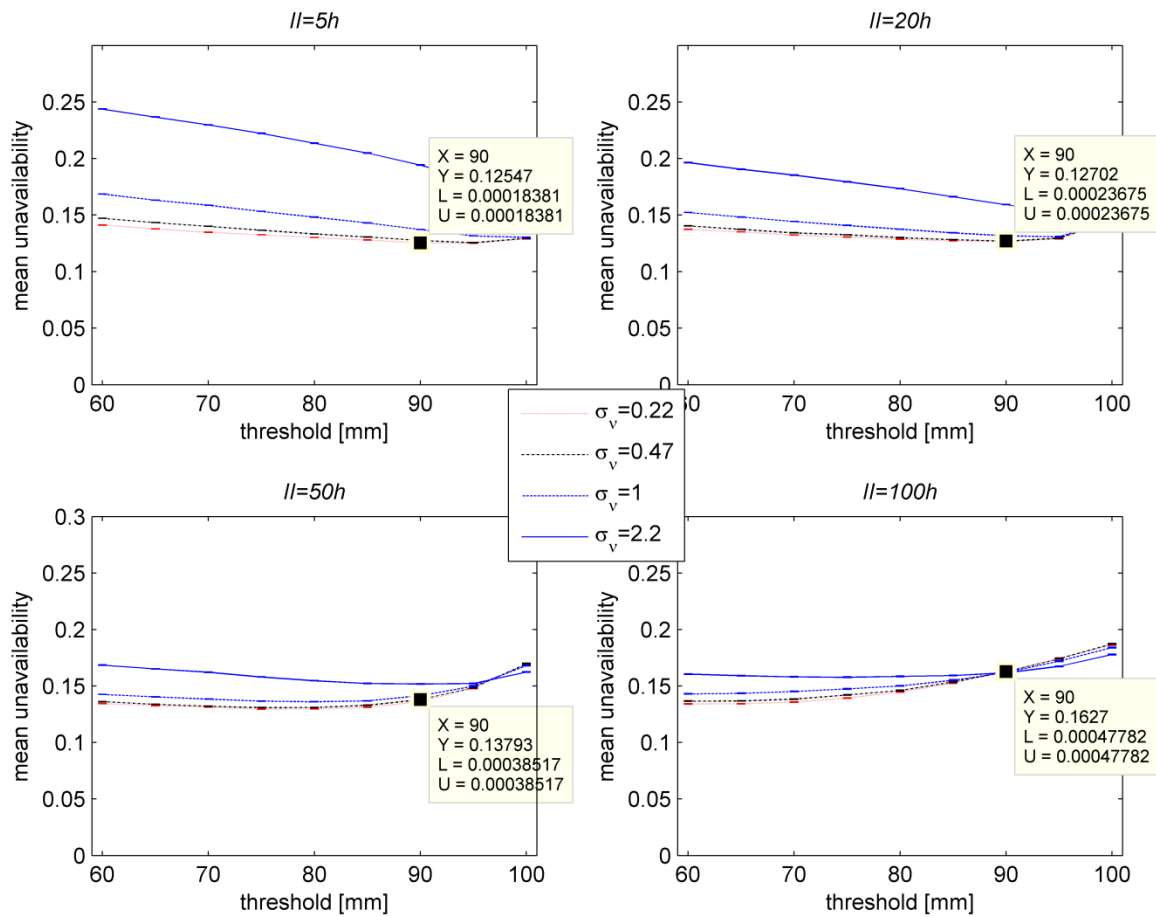 II=5h
mean unavailability
0.25
0.2
0.15
0.1
0.05
0
60 70 80 90 100
threshold [mm]
X = 90
Y = 0.12547
L = 0.00018381
U = 0.00018381
II=20h
mean unavailability
0.25
0.2
0.15
0.1
0.05
0
60 70 80 90 100
threshold [mm]
X = 90
Y = 0.12702
L = 0.00023675
U = 0.00023675
σν=0.22
σν=0.47
σν=1
σν=2.2
II=50h
mean unavailability
0.3
0.25
0.2
0.15
0.1
0.05
0
60 70 80 90 100
threshold [mm]
X = 90
Y = 0.13793
L = 0.00038517
U = 0.00038517
II=100h
mean unavailability
0.25
0.2
0.15
0.1
0.05
0
60 70 80 90 100
threshold [mm]
X = 90
Y = 0.1627
L = 0.00047782
U = 0.00047782